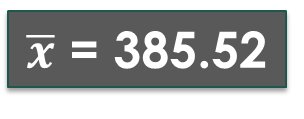 x̅ = 385.52